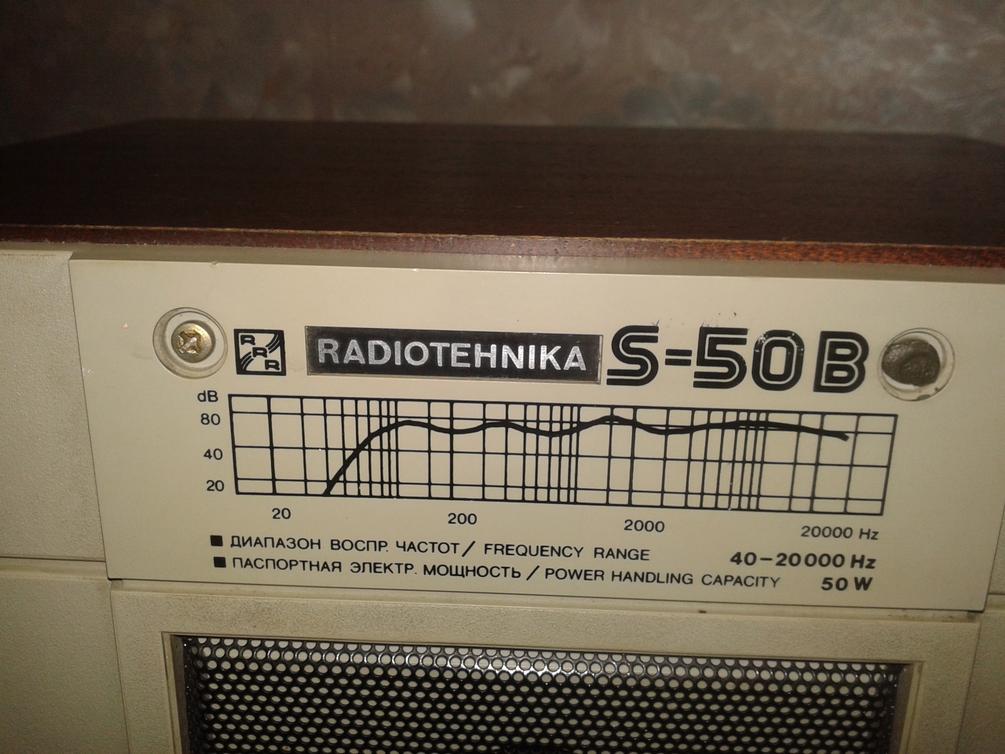 RRR RADIOTEHNIKA S-50B
dB
80
40
20
20 200 2000 20000 Hz
ДИАПАЗОН ВОСПР. ЧАСТОТ / FREQUENCY RANGE 40-20000 Hz
ПАСПОРТНАЯ ЭЛЕКТР. МОЩНОСТЬ / POWER HANDLING CAPACITY 50 W